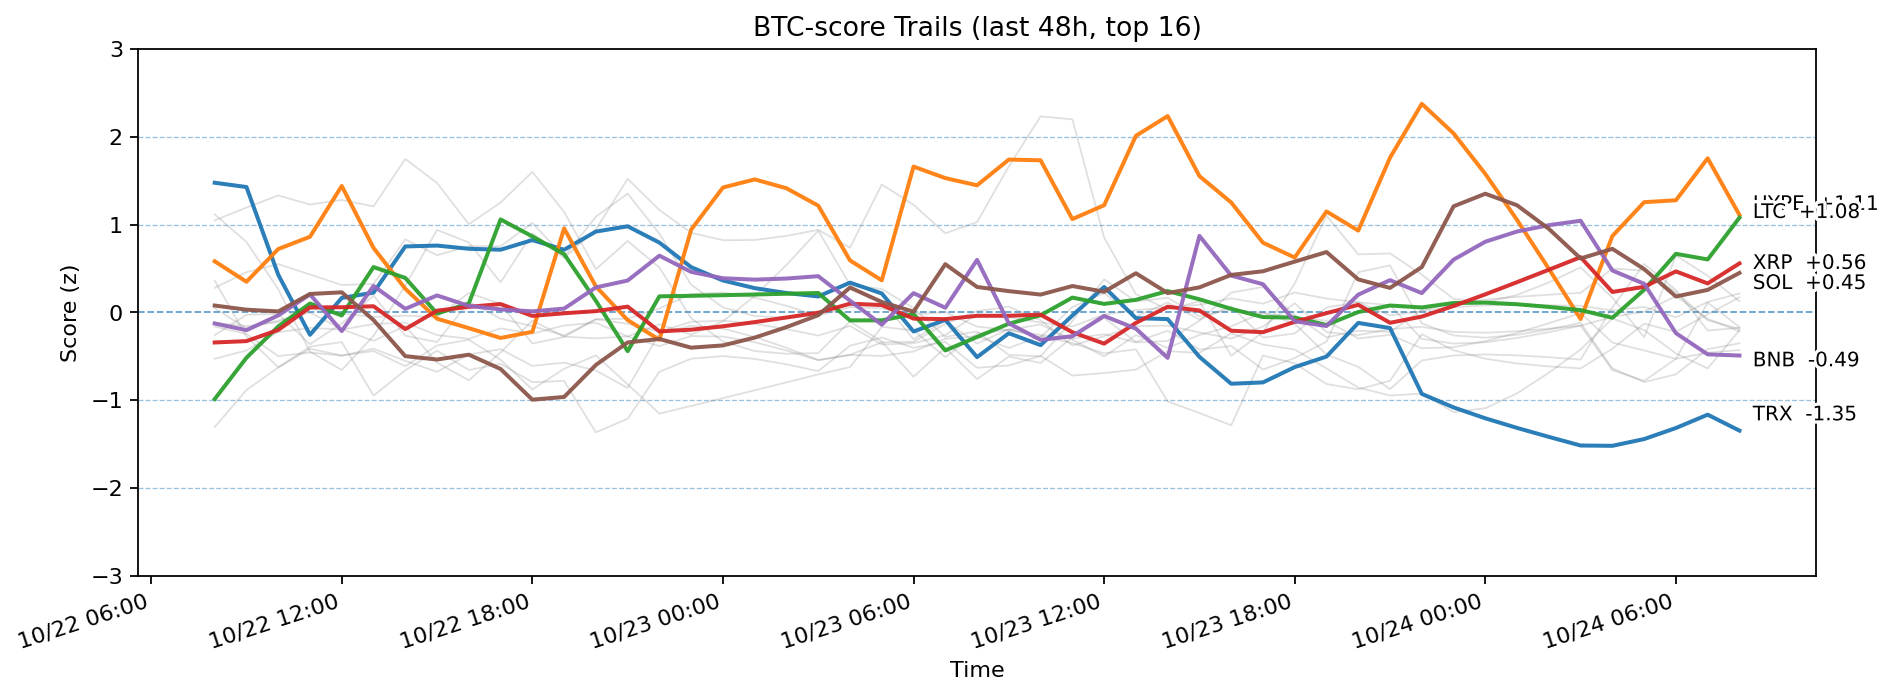 BTC-score Trails (last 48h, top 16)
Score (z)
3
2
1
0
−1
−2
−3
LTC +1.08
XRP +0.56
SOL +0.45
BNB -0.49
TRX -1.35
10/22 06:00
10/22 12:00
10/22 18:00
10/23 00:00
10/23 06:00
10/23 12:00
10/23 18:00
10/24 00:00
10/24 06:00
Time